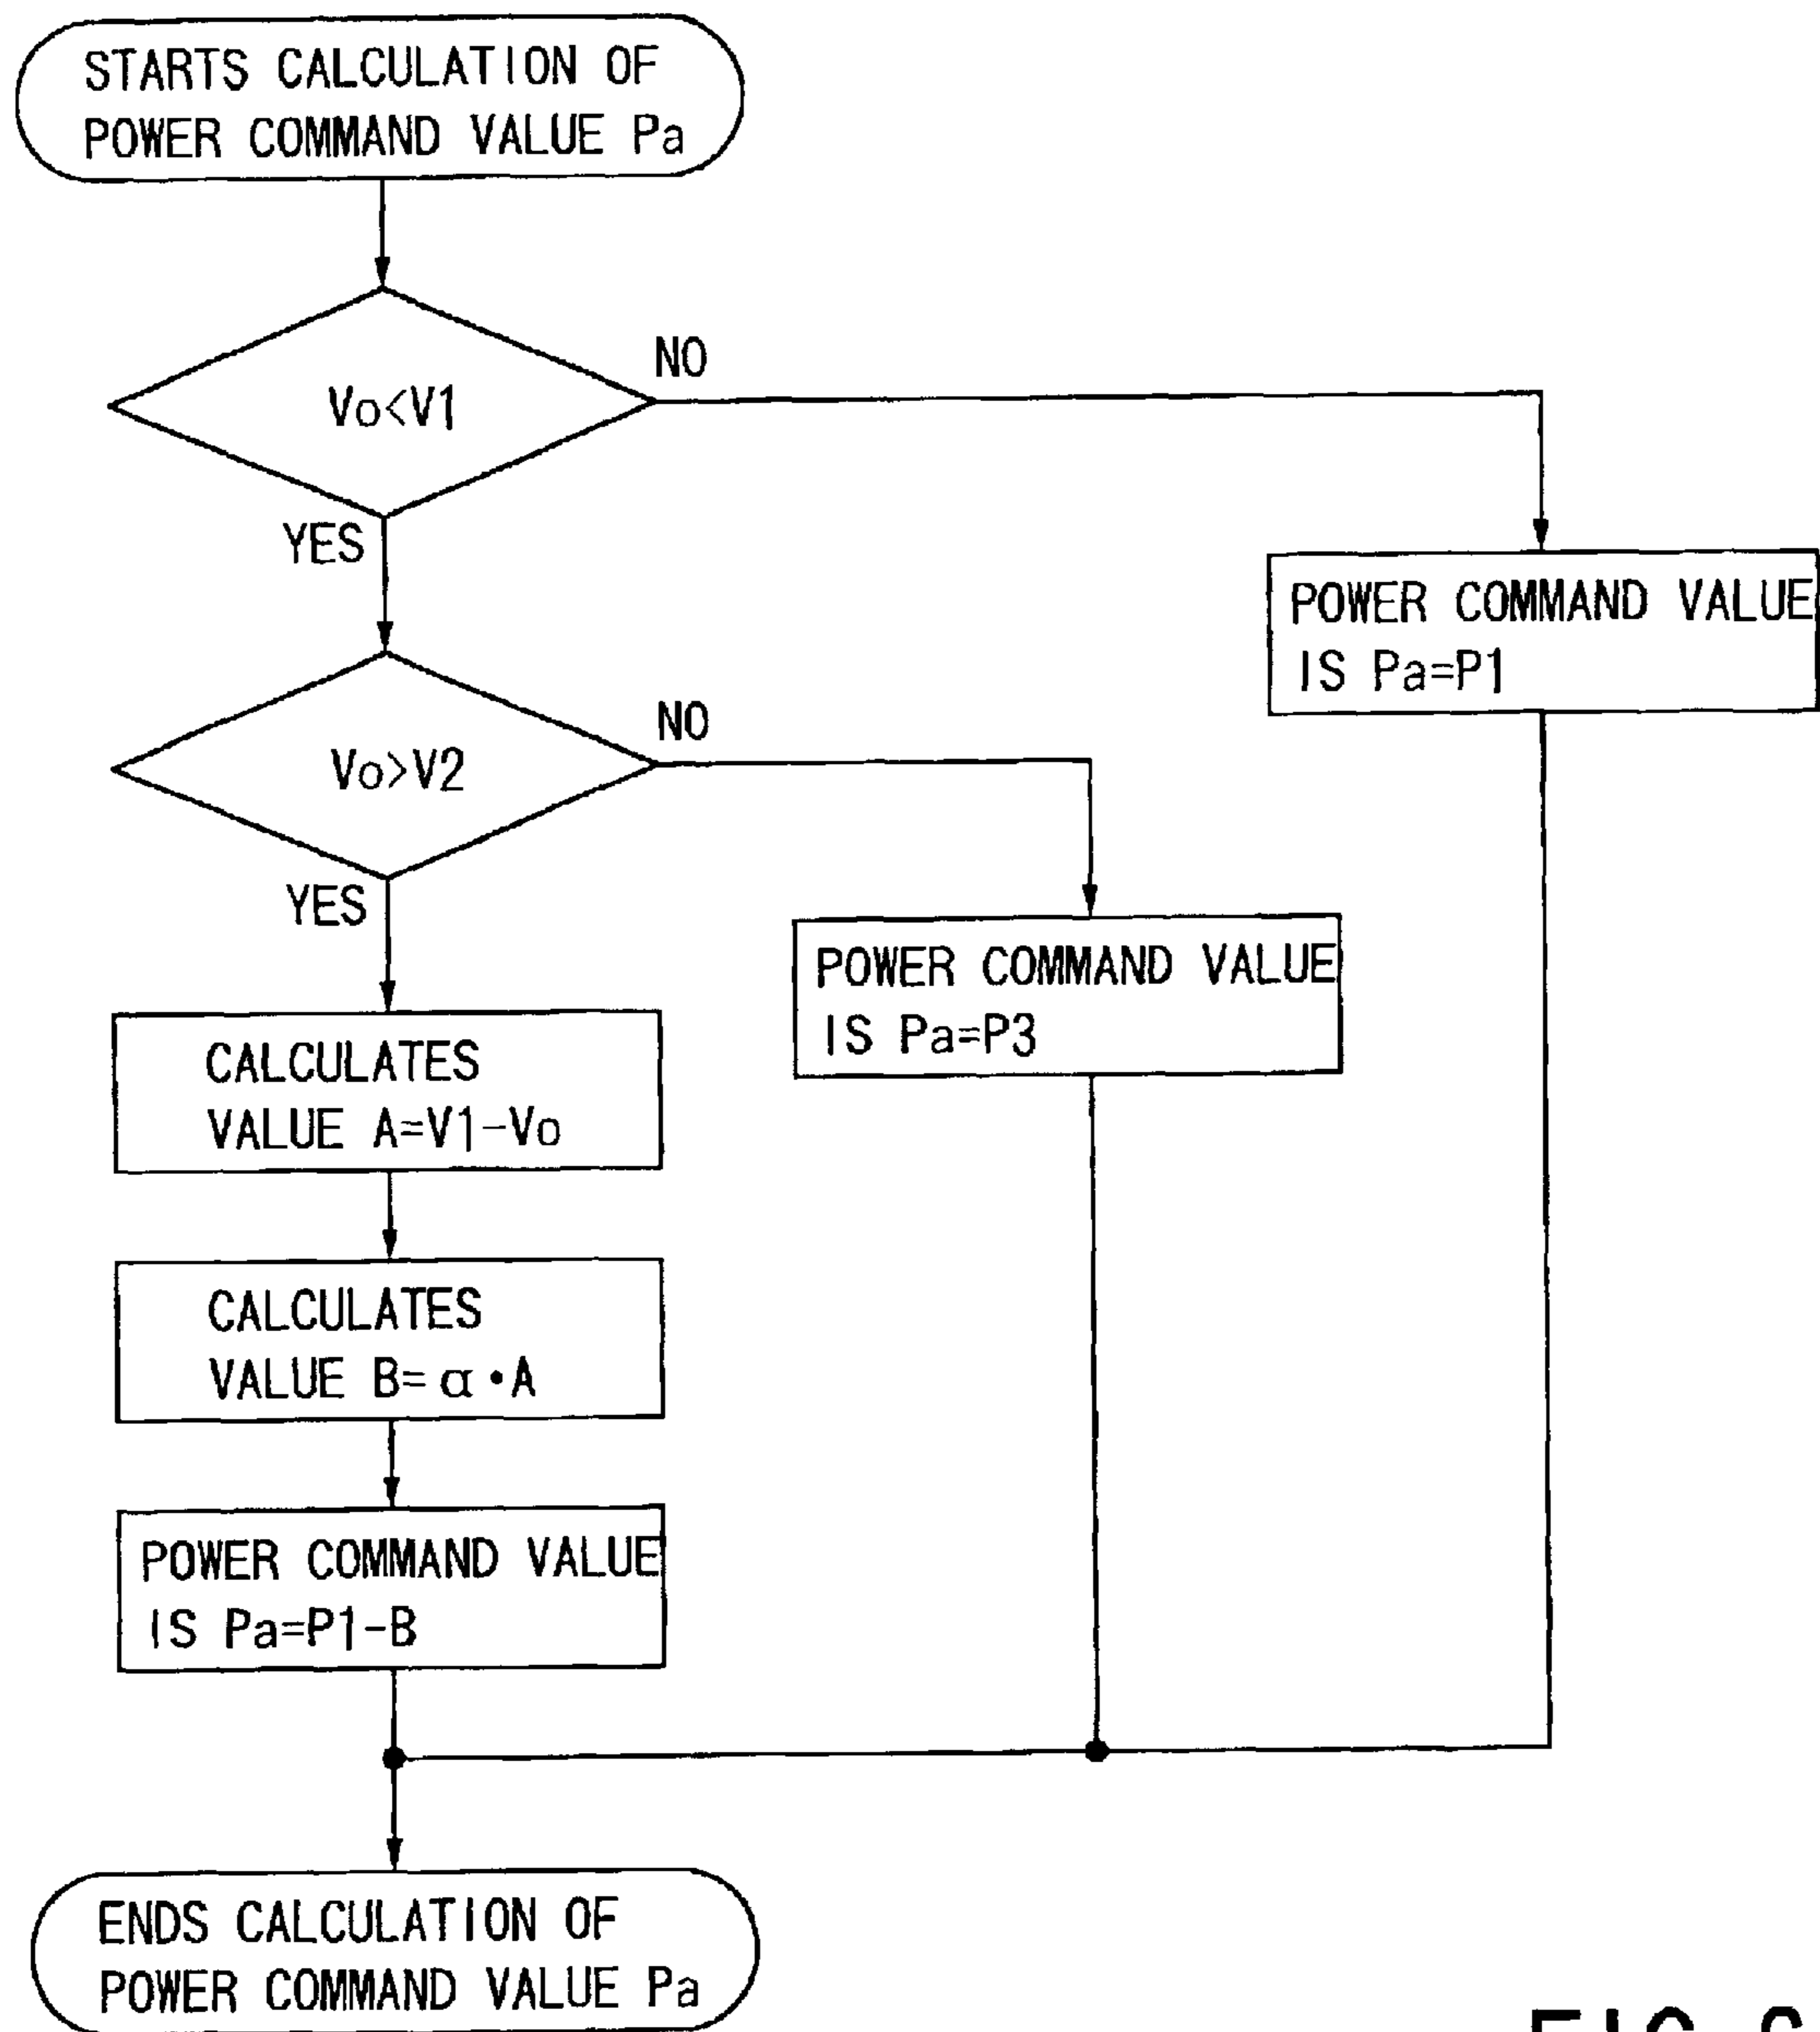 STARTS CALCULATION OF
POWER COMMAND VALUE Pa
Vo<V1
NO
YES
POWER COMMAND VALUE
IS Pa=P1
Vo>V2
NO
YES
POWER COMMAND VALUE
IS Pa=P3
CALCULATES
VALUE A=V1-Vo
CALCULATES
VALUE B=α・A
POWER COMMAND VALUE
IS Pa=P1-B
ENDS CALCULATION OF
POWER COMMAND VALUE Pa